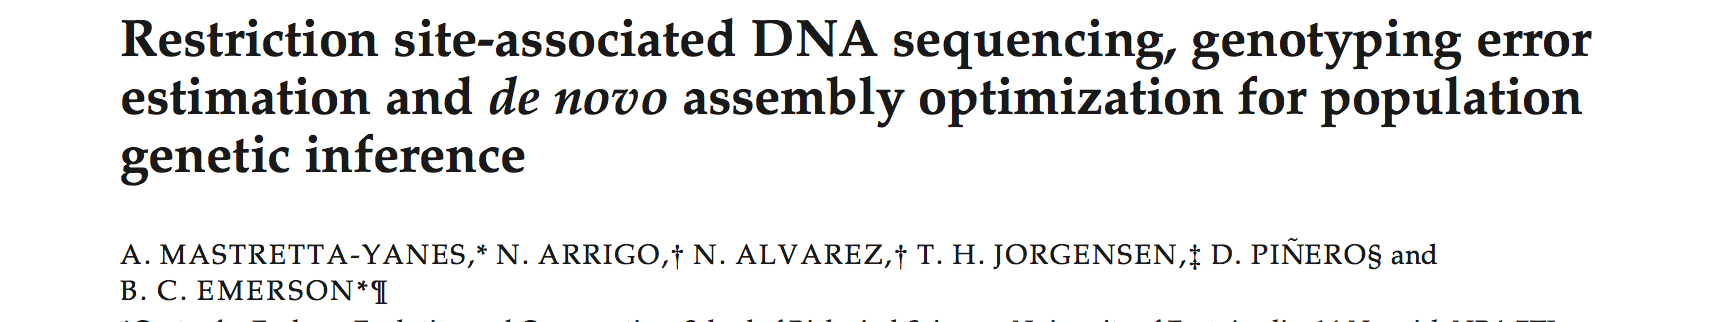 Restriction site-associated DNA sequencing, genotyping error
estimation and de novo assembly optimization for population
genetic inference
A. MASTRETTA-YANES,* N. ARRIGO,† N. ALVAREZ,† T. H. JORGENSEN,‡ D. PIÑERO§ and
B. C. EMERSON*¶